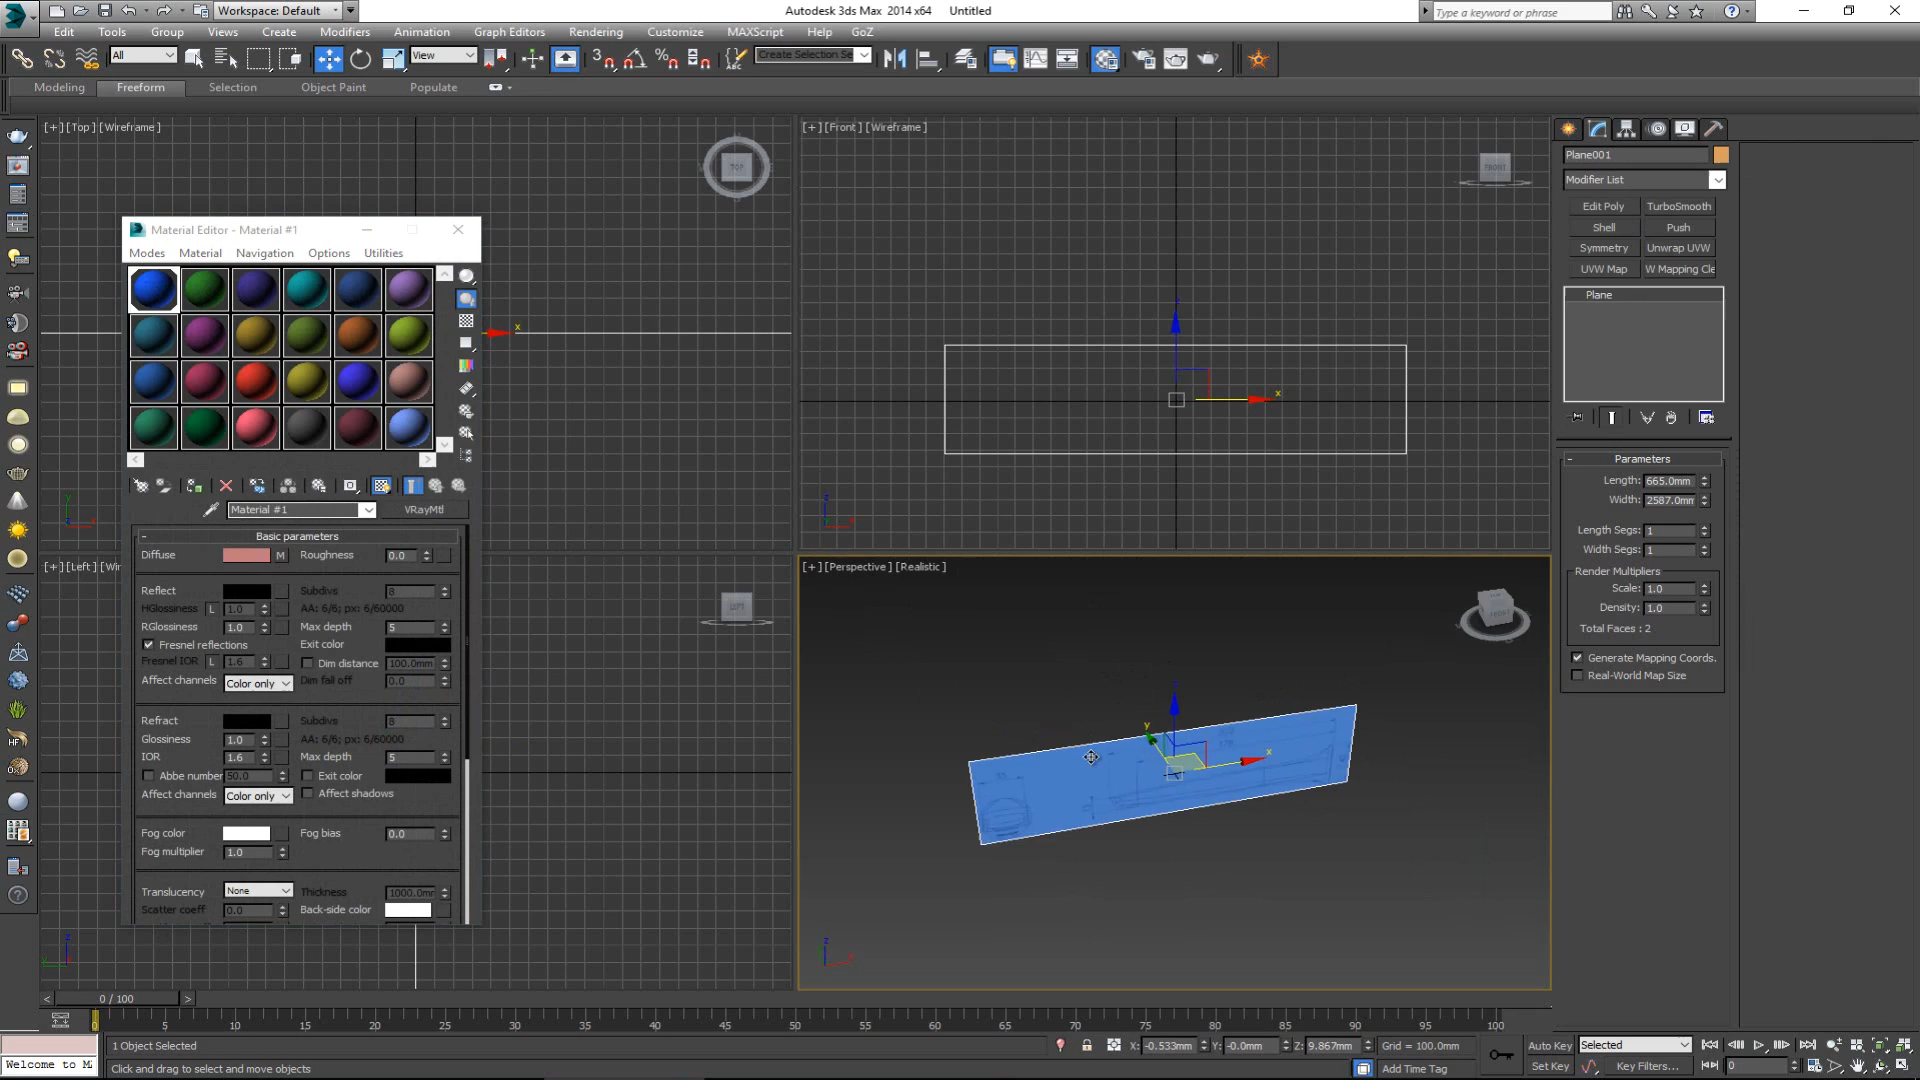 Workspace: Default
Autodesk 3ds Max 2014 x64 Untitled
Type a keyword or phrase
Edit Tools Group Views Create Modifiers Animation Graph Editors Rendering Customize MAXScript Help GoZ
All
View
Create Selection Se
Modeling Freeform Selection Object Paint Populate
[+] [Top] [Wireframe]
TOP
[+] [Front] [Wireframe]
FRONT
Material Editor - Material #1
Modes Material Navigation Options Utilities
Material #1
VRayMtl
- Basic parameters
Diffuse M Roughness 0.0
Reflect Subdivs 8
HGlossiness L 1.0 AA: 6/6; px: 6/60000
RGlossiness 1.0 Max depth 5
Fresnel reflections Exit color
Fresnel IOR L 1.6 Dim distance 100.0mm
Affect channels Color only Dim fall off 0.0
Refract Subdivs 8
Glossiness 1.0 AA: 6/6; px: 6/60000
IOR 1.6 Max depth 5
Abbe number 50.0 Exit color
Affect channels Color only Affect shadows
Fog color Fog bias 0.0
Fog multiplier 1.0
Translucency None Thickness 1000.0mm
Scatter coeff 0.0 Back-side color
[+] [Left] [Wir
LEFT
[+] [Perspective] [Realistic]
FRONT
Plane001
Modifier List
Edit Poly TurboSmooth
Shell Push
Symmetry Unwrap UVW
UVW Map W Mapping Cle
Plane
- Parameters
Length: 665.0mm
Width: 2587.0mm
Length Segs: 1
Width Segs: 1
Render Multipliers
Scale: 1.0
Density: 1.0
Total Faces : 2
Generate Mapping Coords.
Real-World Map Size
< 0 / 100 >
0 5 10 15 20 25 30 35 40 45 50 55 60 65 70 75 80 85 90 95 100
1 Object Selected
X: -0.533mm Y: -0.0mm Z: 9.867mm Grid = 100.0mm
Auto Key Selected
Welcome to M
Click and drag to select and move objects
Add Time Tag
Set Key Key Filters... 0